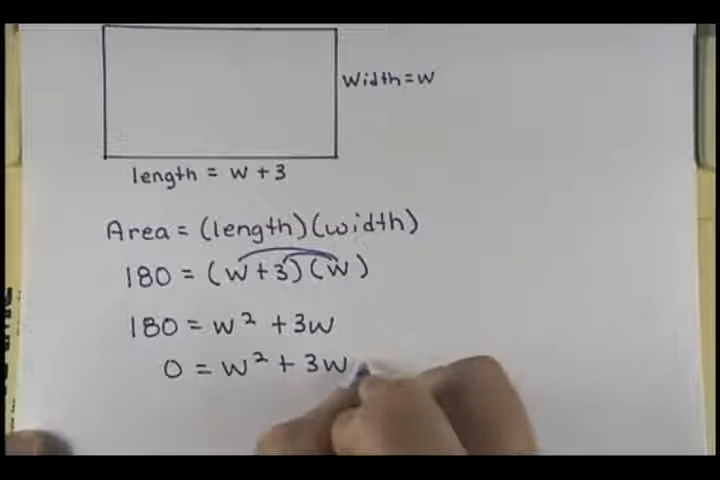 Width = w
length = w + 3
Area = (length)(width)
180 = (w+3)(w)
180 = w² + 3w
0 = w² + 3w